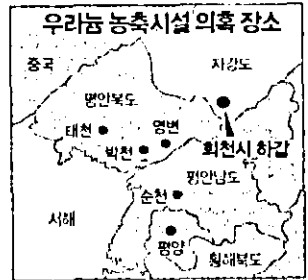 우라늄 농축시설 의혹 장소
중국
자강도
평안북도
태천
영변
박천
희천시 하갑
평안남도
순천
서해
평양
황해북도